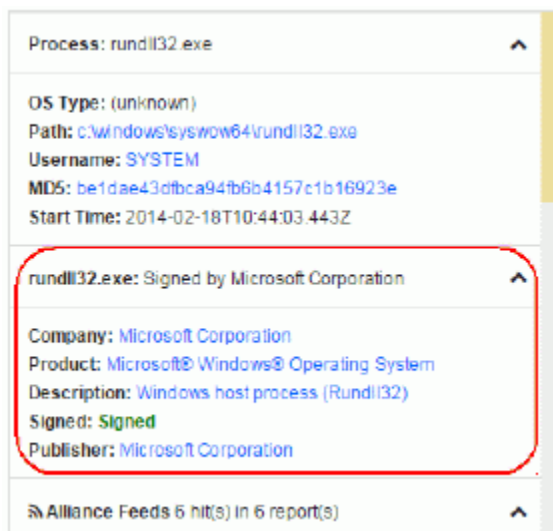 Process: rundll32.exe
OS Type: (unknown)
Path: c:\windows\syswow64\rundll32.exe
Username: SYSTEM
MD5: be1dae43dfbca94fb6b4157c1b16923e
Start Time: 2014-02-18T10:44:03.443Z
rundll32.exe: Signed by Microsoft Corporation
Company: Microsoft Corporation
Product: Microsoft® Windows® Operating System
Description: Windows host process (Rundll32)
Signed: Signed
Publisher: Microsoft Corporation
Alliance Feeds 6 hit(s) in 6 report(s)